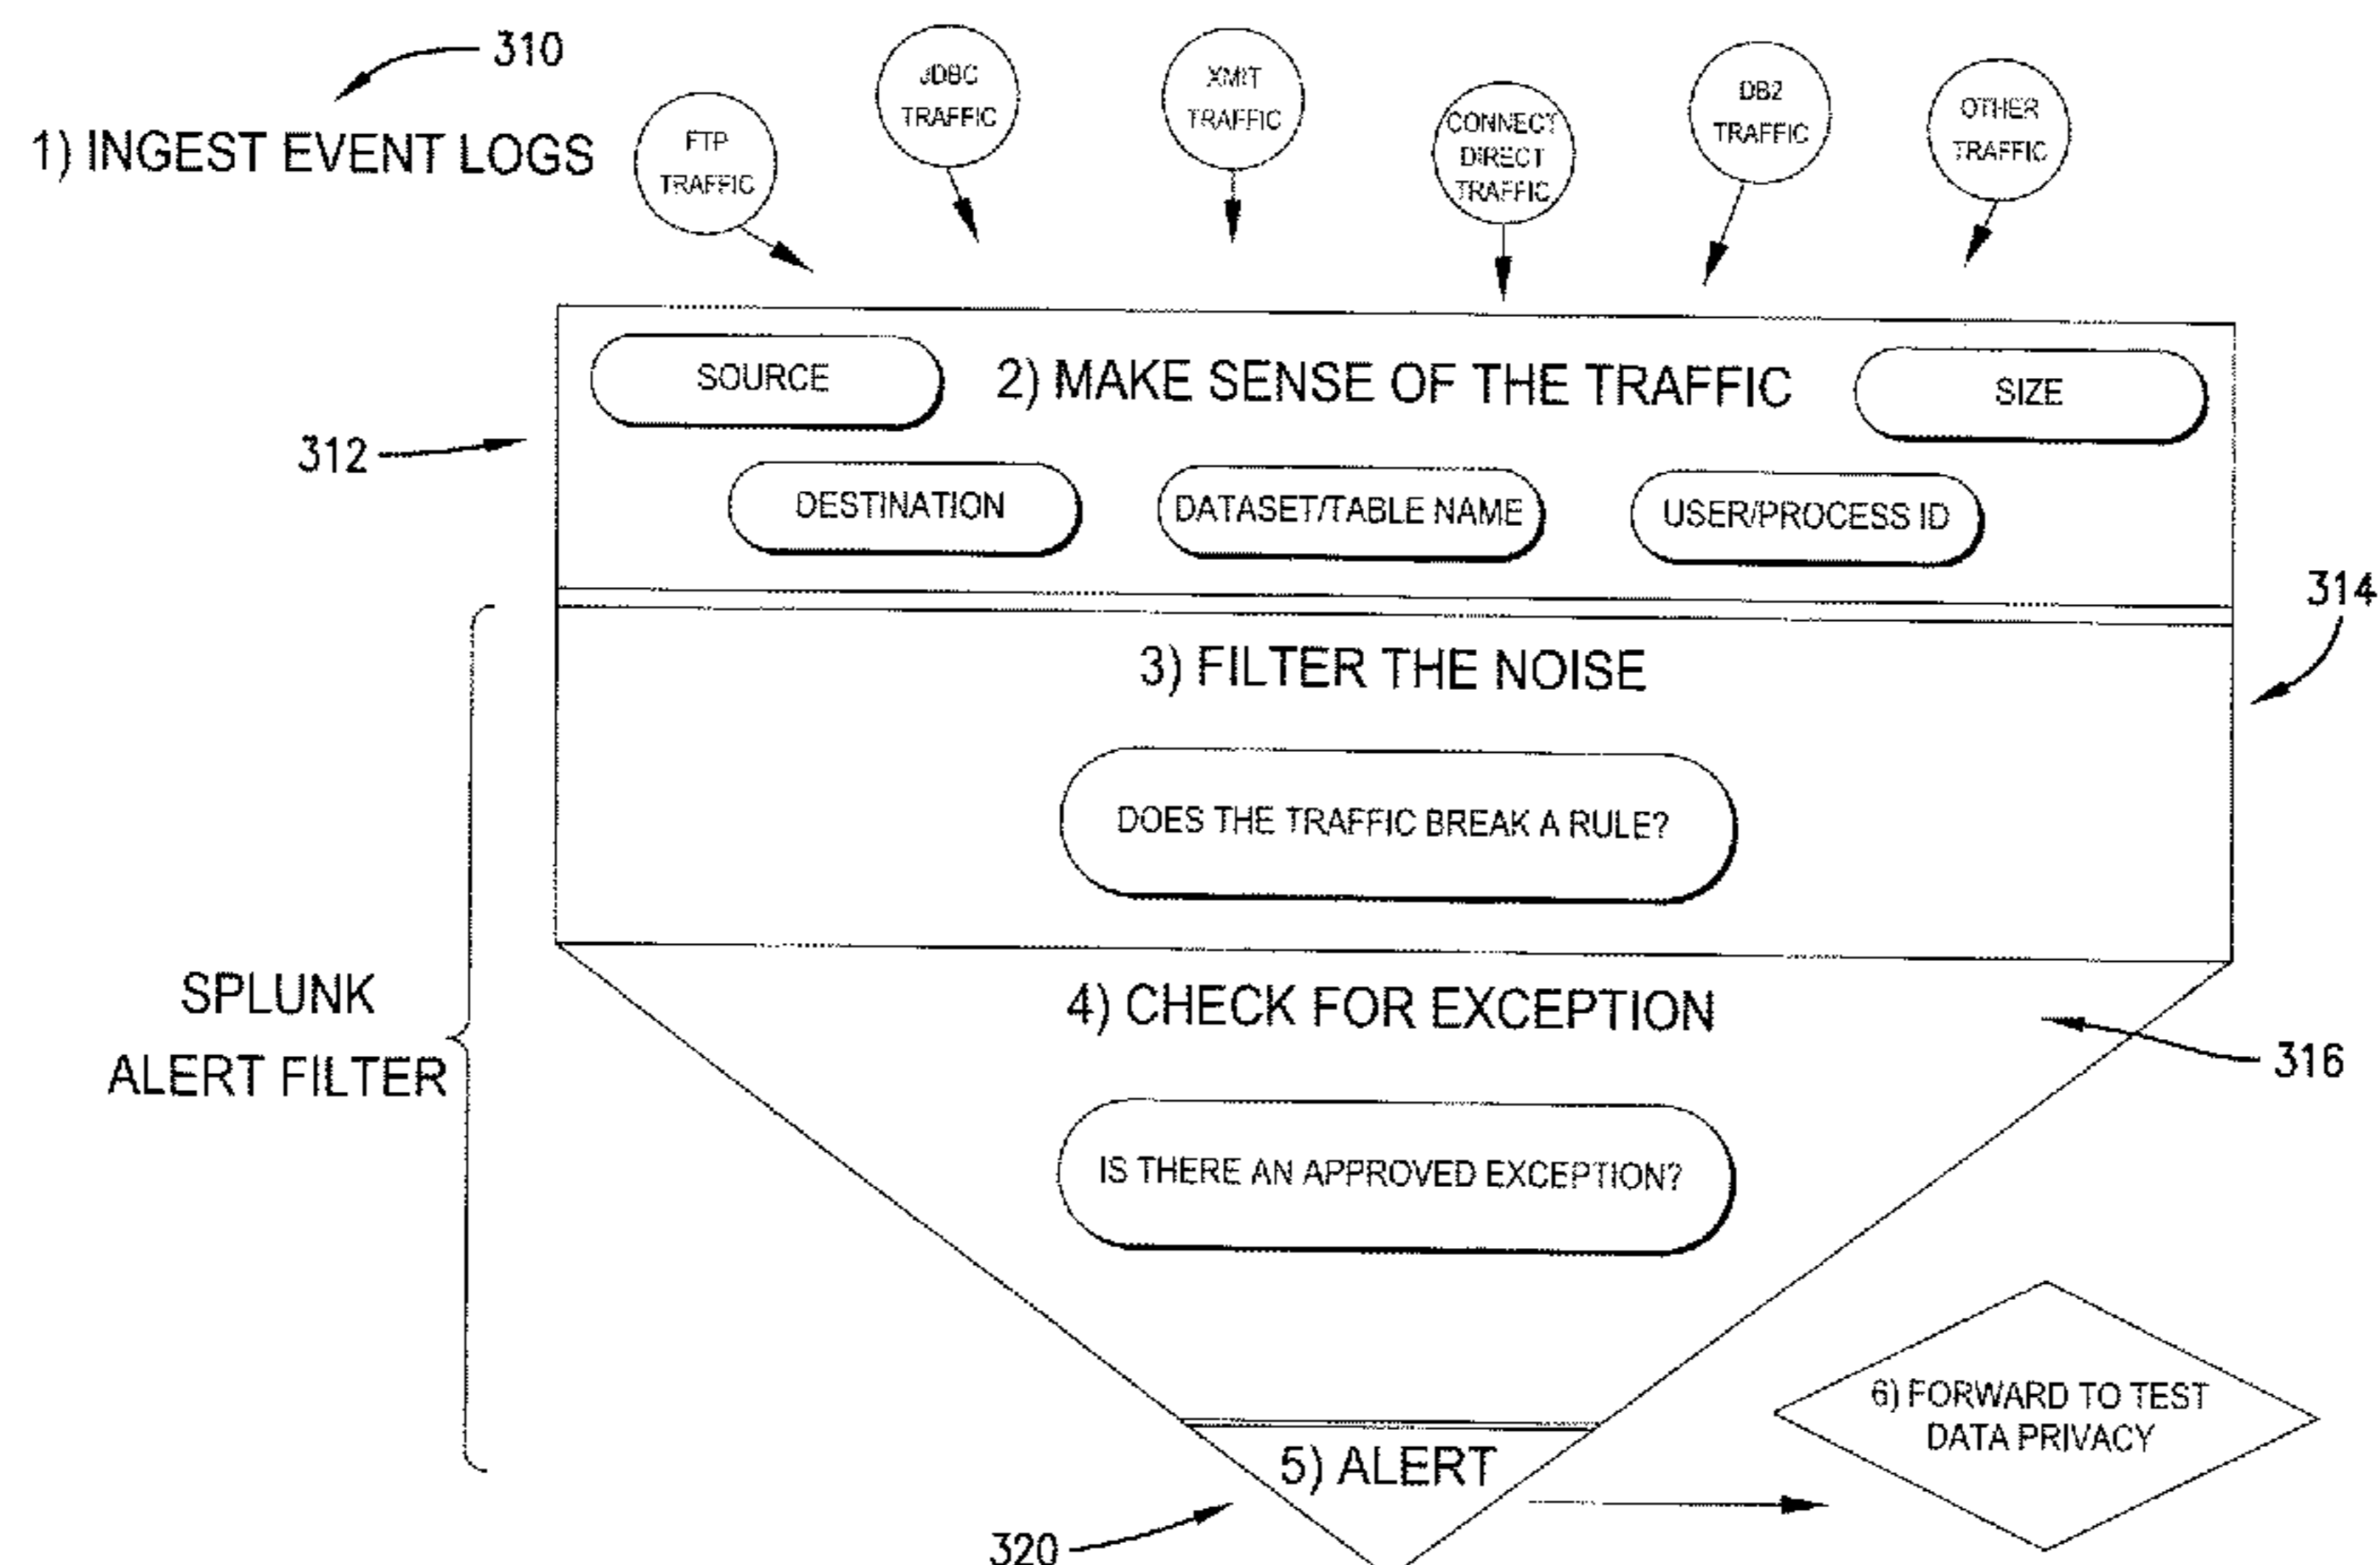 310
1) INGEST EVENT LOGS
FTP
TRAFFIC
JDBC
TRAFFIC
XMIT
TRAFFIC
CONNECT
DIRECT
TRAFFIC
DB2
TRAFFIC
OTHER
TRAFFIC
312
SOURCE
2) MAKE SENSE OF THE TRAFFIC
SIZE
DESTINATION
DATASET/TABLE NAME
USER/PROCESS ID
314
3) FILTER THE NOISE
DOES THE TRAFFIC BREAK A RULE?
SPLUNK
ALERT FILTER
4) CHECK FOR EXCEPTION
316
IS THERE AN APPROVED EXCEPTION?
5) ALERT
320
6) FORWARD TO TEST
DATA PRIVACY